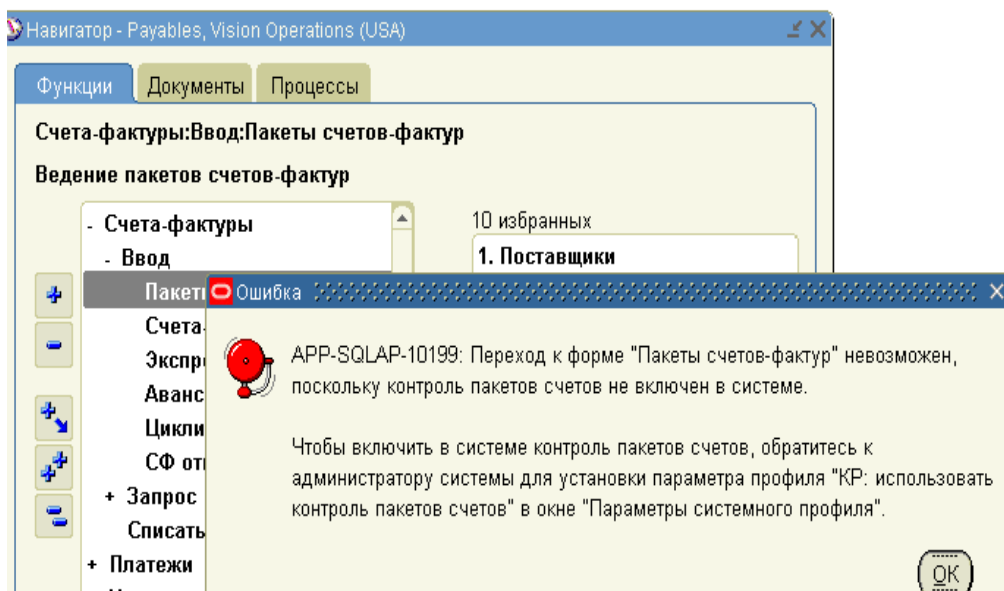 Навигатор - Payables, Vision Operations (USA)
Функции Документы Процессы
Счета-фактуры:Ввод:Пакеты счетов-фактур
Ведение пакетов счетов-фактур
- Счета-фактуры
- Ввод
10 избранных
1. Поставщики
Ошибка
APP-SQLAP-10199: Переход к форме "Пакеты счетов-фактур" невозможен,
поскольку контроль пакетов счетов не включен в системе.
Чтобы включить в системе контроль пакетов счетов, обратитесь к
администратору системы для установки параметра профиля "КР: использовать
контроль пакетов счетов" в окне "Параметры системного профиля".
СФ
+ Запрос
Списать
+ Платежи
OK